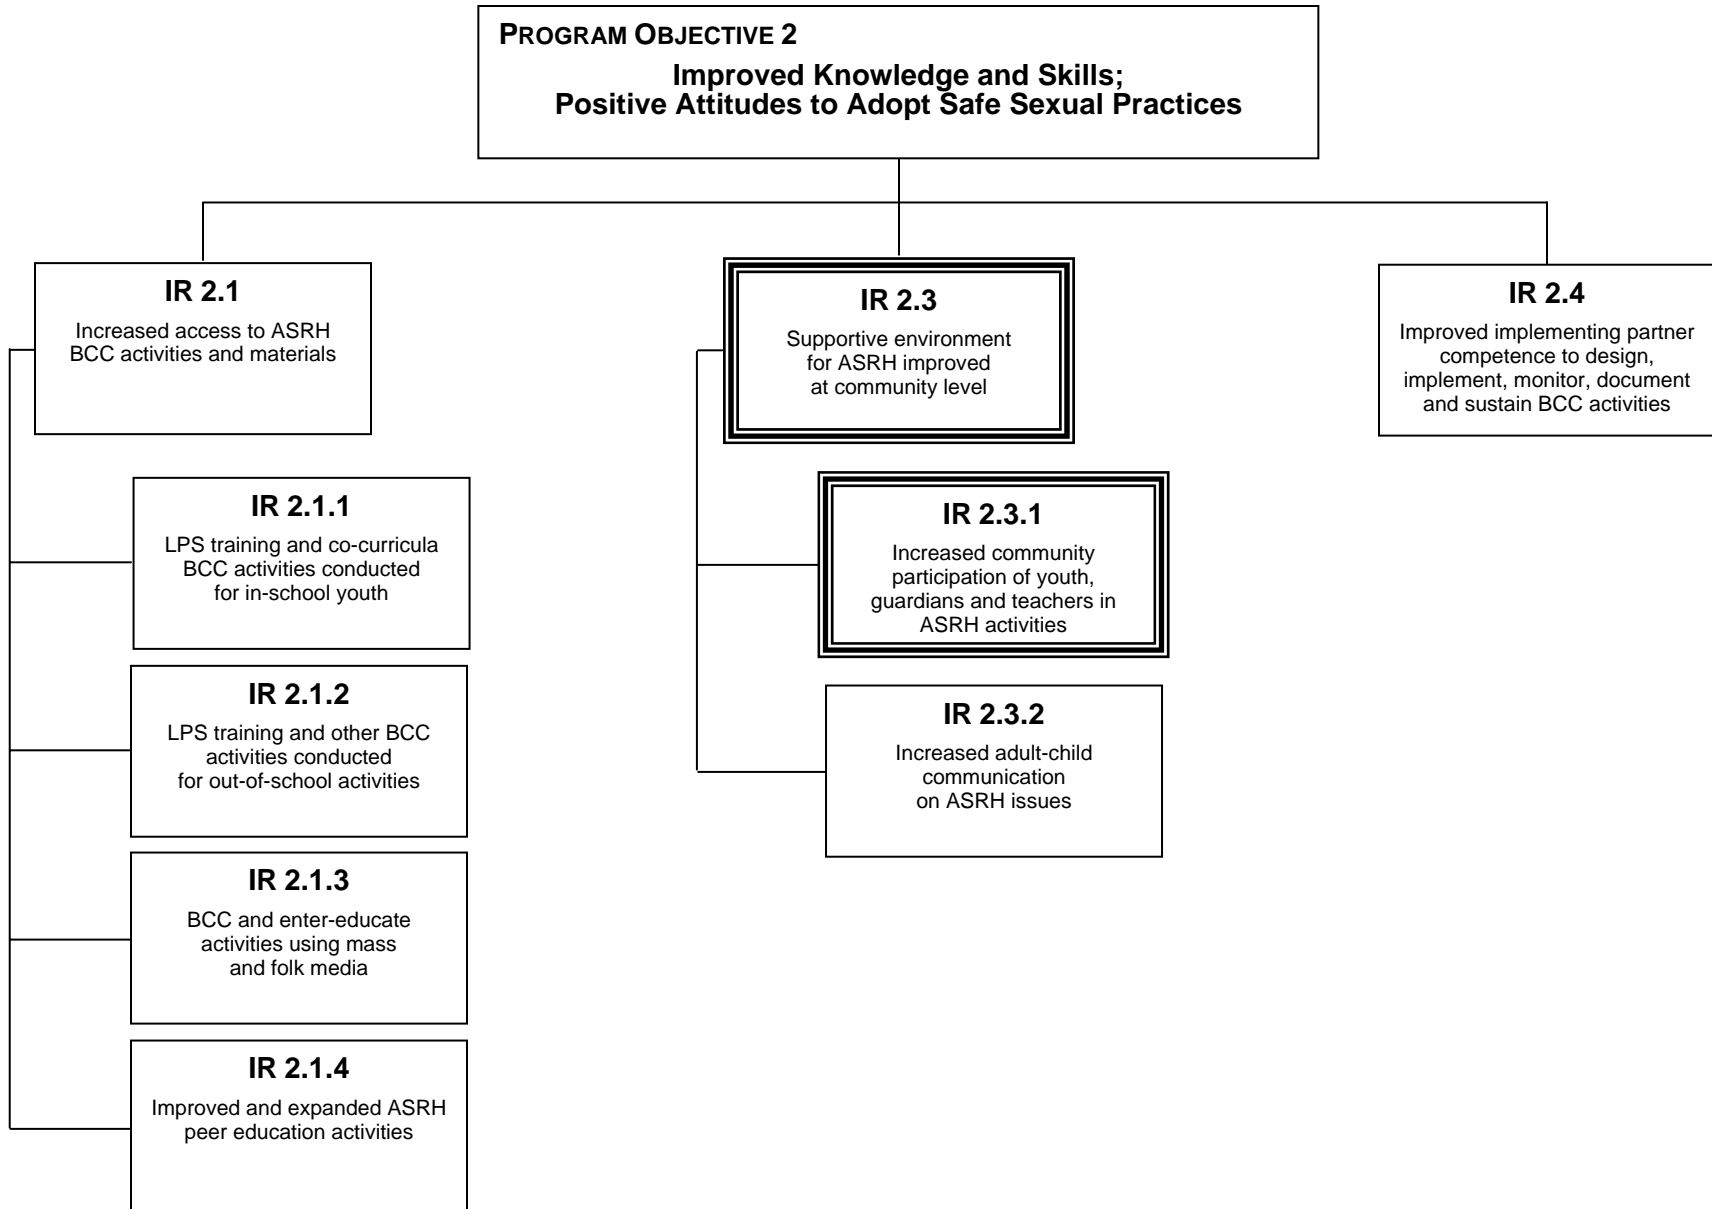 PROGRAM OBJECTIVE 2
Improved Knowledge and Skills;
Positive Attitudes to Adopt Safe Sexual Practices
IR 2.1
Increased access to ASRH
BCC activities and materials
IR 2.1.1
LPS training and co-curricula
BCC activities conducted
for in-school youth
IR 2.1.2
LPS training and other BCC
activities conducted
for out-of-school activities
IR 2.1.3
BCC and enter-educate
activities using mass
and folk media
IR 2.1.4
Improved and expanded ASRH
peer education activities
IR 2.3
Supportive environment
for ASRH improved
at community level
IR 2.3.1
Increased community
participation of youth,
guardians and teachers in
ASRH activities
IR 2.3.2
Increased adult-child
communication
on ASRH issues
IR 2.4
Improved implementing partner
competence to design,
implement, monitor, document
and sustain BCC activities